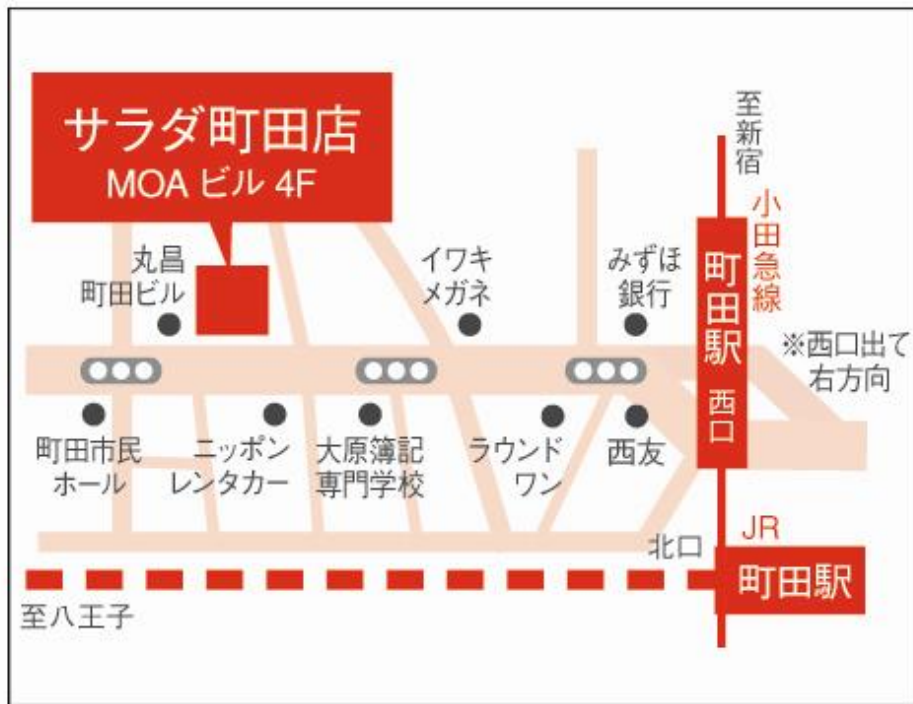 サラダ町田店
MOA ビル 4F
至新宿
小田急線
町田駅 西口
※西口出て
右方向
丸昌
町田ビル
イワキ
メガネ
みずほ
銀行
町田市民
ホール
ニッポン
レンタカー
大原簿記
専門学校
ラウンド
ワン
西友
北口
JR
町田駅
至八王子